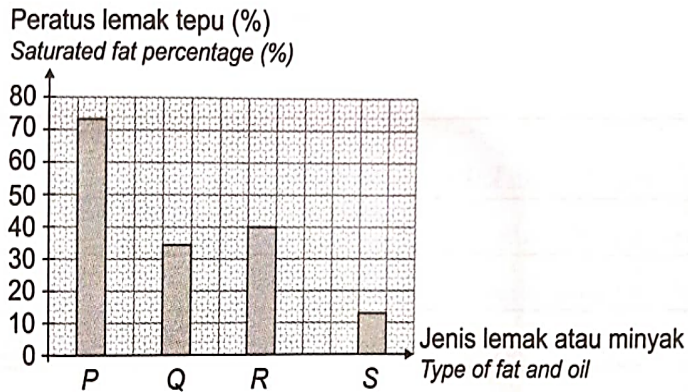 Peratus lemak tepu (%)
Saturated fat percentage (%)
80
70
60
50
40
30
20
10
0
P Q R S
Jenis lemak atau minyak
Type of fat and oil